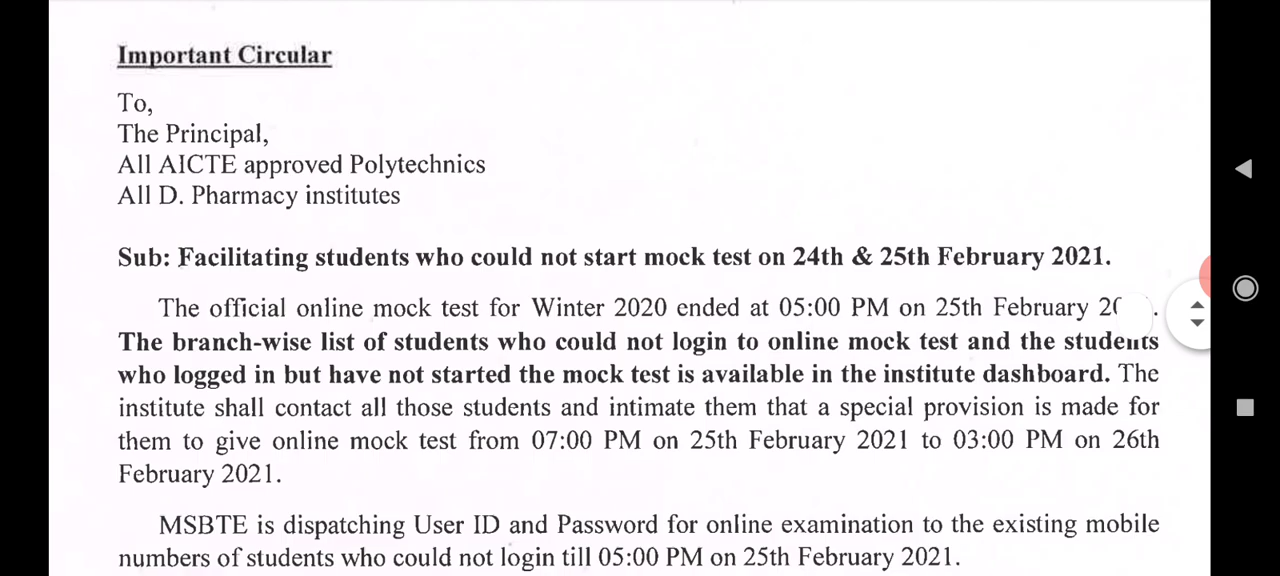 Important Circular
To,
The Principal,
All AICTE approved Polytechnics
All D. Pharmacy institutes
Sub: Facilitating students who could not start mock test on 24th & 25th February 2021.
The official online mock test for Winter 2020 ended at 05:00 PM on 25th February
The branch-wise list of students who could not login to online mock test and the students
who logged in but have not started the mock test is available in the institute dashboard. The
institute shall contact all those students and intimate them that a special provision is made for
them to give online mock test from 07:00 PM on 25th February 2021 to 03:00 PM on 26th
February 2021.
MSBTE is dispatching User ID and Password for online examination to the existing mobile
numbers of students who could not login till 05:00 PM on 25th February 2021.